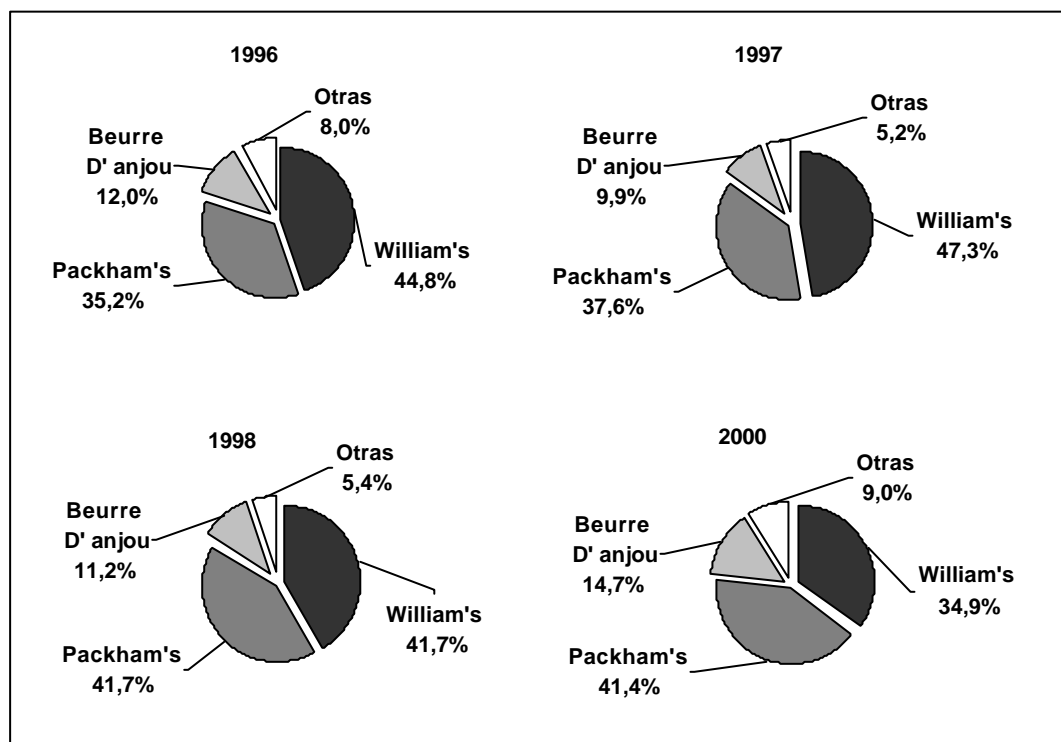 1996
Otras
8,0%
Beurre
D' anjou
12,0%
William's
44,8%
Packham's
35,2%
1997
Otras
5,2%
Beurre
D' anjou
9,9%
William's
47,3%
Packham's
37,6%
1998
Otras
5,4%
Beurre
D' anjou
11,2%
William's
41,7%
Packham's
41,7%
2000
Otras
9,0%
Beurre
D' anjou
14,7%
William's
34,9%
Packham's
41,4%